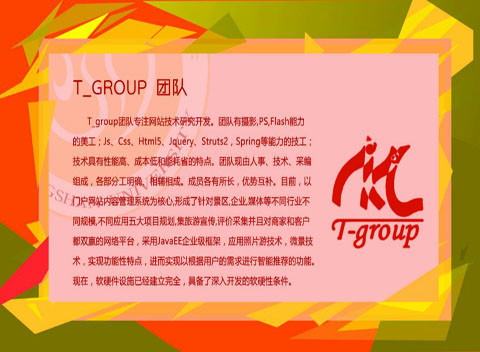 T_GROUP 团队
T_group团队专注网站技术研究开发。团队有摄影,PS,Flash能力
的美工；Js、Css、Html5、Jquery、Struts2，Spring等能力的技工；
技术具有性能高、成本低和能耗省的特点。团队现由人事、技术、采编
组成，各部分工明确，相辅相成。成员各有所长，优势互补。目前，以
门户网站内容管理系统为核心,形成了针对景区,企业,媒体等不同行业不
同规模,不同应用五大项目规划,集旅游宣传,评价采集并且对商家和客户
都双赢的网络平台，采用JavaEE企业级框架，应用照片游技术，微景技
术，实现功能性特点，进而实现以根据用户的需求进行智能推荐的功能。
现在，软硬件设施已经建立完全，具备了深入开发的软硬性条件。
T-group